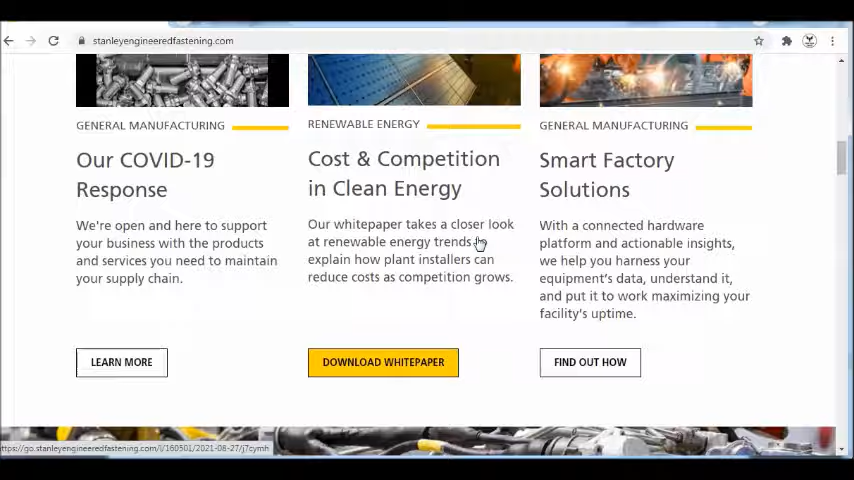 stanleyengineeredfastening.com
GENERAL MANUFACTURING
Our COVID-19
Response
We're open and here to support
your business with the products
and services you need to maintain
your supply chain.
LEARN MORE
RENEWABLE ENERGY
Cost & Competition
in Clean Energy
Our whitepaper takes a closer look
at renewable energy trends
explain how plant installers can
reduce costs as competition grows.
DOWNLOAD WHITEPAPER
GENERAL MANUFACTURING
Smart Factory
Solutions
With a connected hardware
platform and actionable insights,
we help you harness your
equipment's data, understand it,
and put it to work maximizing your
facility's uptime.
FIND OUT HOW
https://go.stanleyengineeredfastening.com/l/160501/2021-08-27/j7cymh